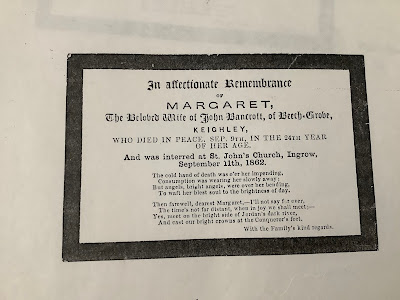 In affectionate Remembrance
OF
MARGARET,
The Beloved Wife of John Bancroft, of Beech-Grove,
KEIGHLEY,
WHO DIED IN PEACE, SEP. 9TH, IN THE 24TH YEAR
OF HER AGE.
And was interred at St. John's Church, Ingrow,
September 11th, 1862.
The cold hand of death was o'er her impending,
Consumption was wearing her slowly away;
But angels, bright angels, were over her bending,
To waft her blest soul to the brightness of day.
Then farewell, dearest Margaret,—I'll not say for ever,
The time's not far distant, when in joy we shall meet:—
Yes, meet on the bright side of Jordan's dark river,
And cast our bright crowns at the Conqueror's feet.
With the Family's kind regards.